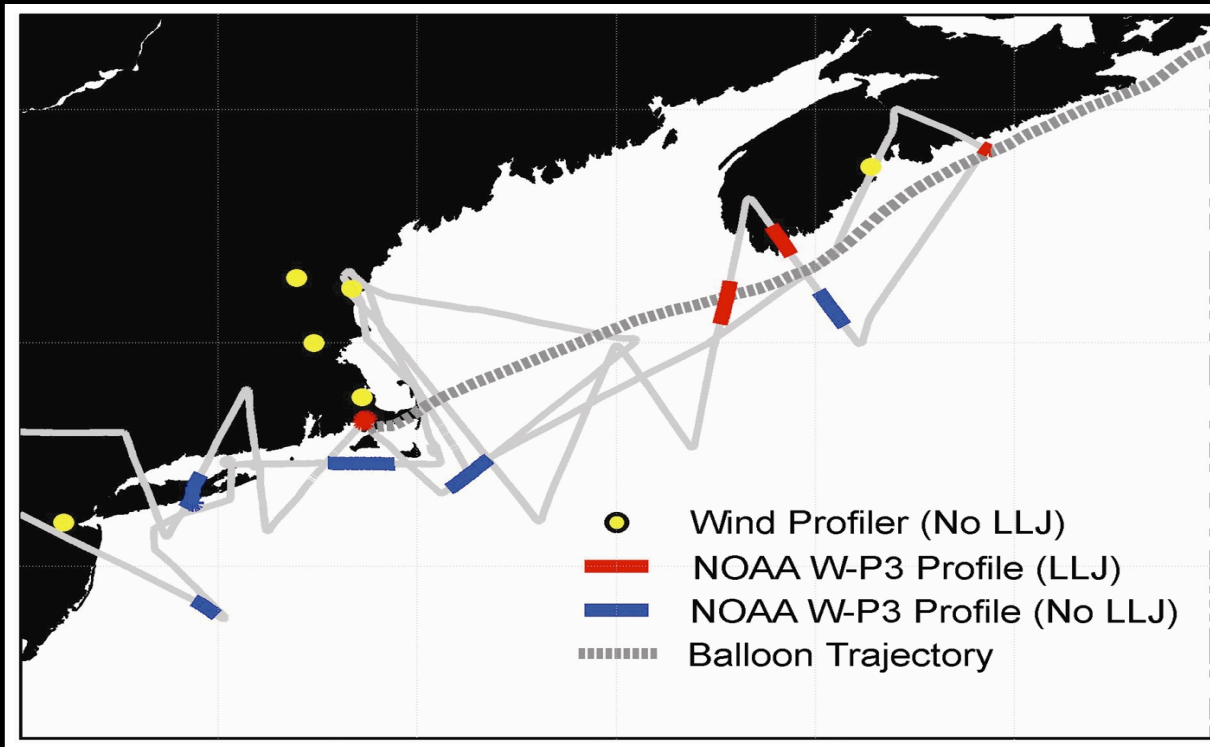 Wind Profiler (No LLJ)
NOAA W-P3 Profile (LLJ)
NOAA W-P3 Profile (No LLJ)
Balloon Trajectory